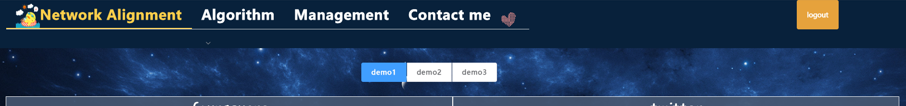 Network Alignment Algorithm Management Contact me logout
demo1 demo2 demo3